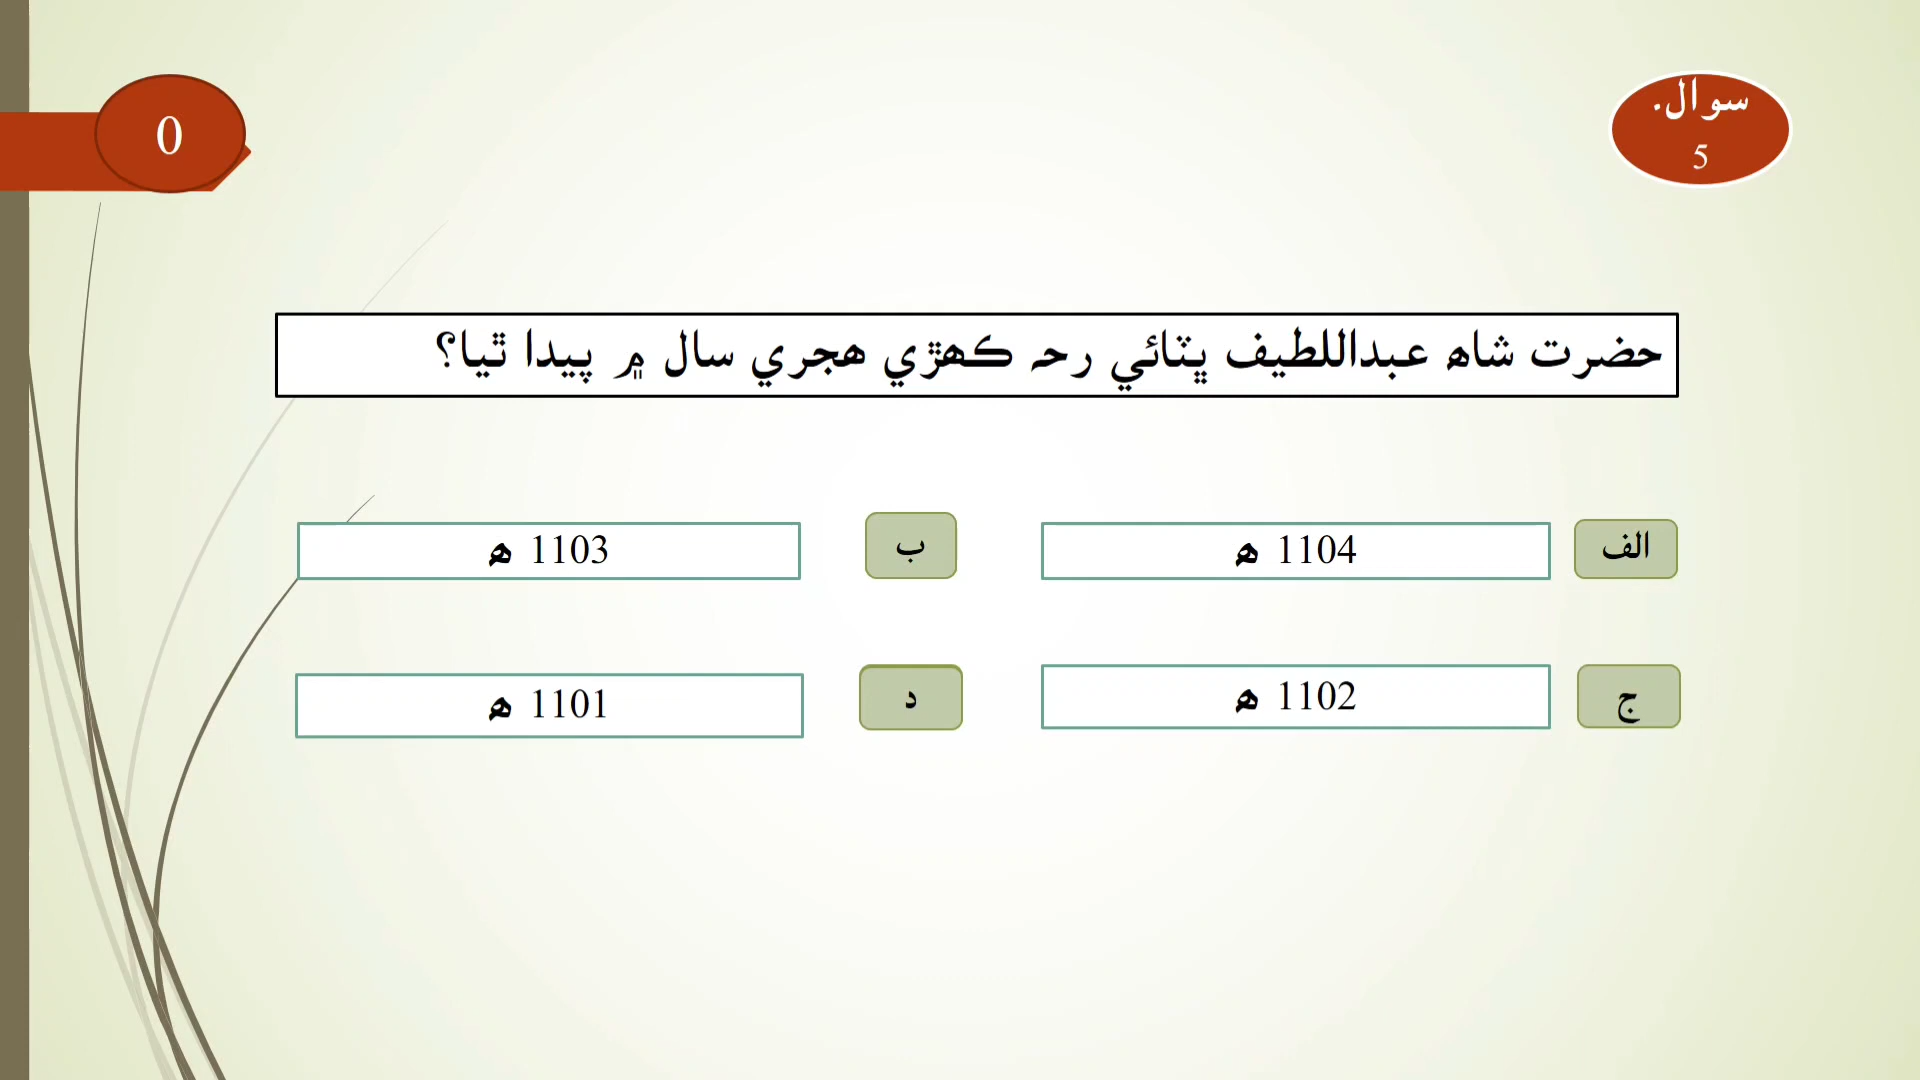 سوال.
5
0
حضرت شاھ عبداللطيف ڀٽائي رحہ ڪھڙي ھجري سال ۾ پيدا ٿيا؟
الف
1104 ھ
ب
1103 ھ
ج
1102 ھ
د
1101 ھ